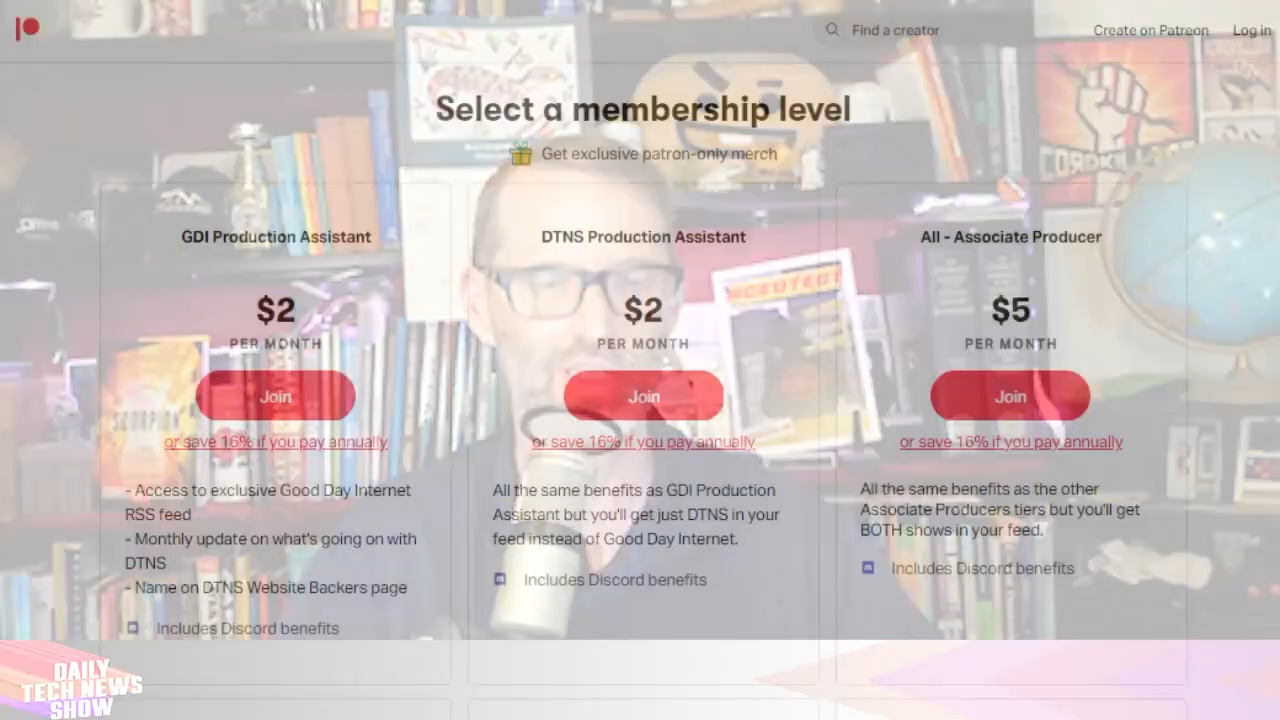 Find a creator
Create on Patreon
Log in
Select a membership level
Get exclusive patron-only merch
GDI Production Assistant
$2
PER MONTH
Join
or save 16% if you pay annually
- Access to exclusive Good Day Internet
RSS feed
- Monthly update on what's going on with
DTNS
- Name on DTNS Website Backers page
Includes Discord benefits
DTNS Production Assistant
$2
PER MONTH
Join
or save 16% if you pay annually
All the same benefits as GDI Production
Assistant but you'll get just DTNS in your
feed instead of Good Day Internet.
Includes Discord benefits
All - Associate Producer
$5
PER MONTH
Join
or save 16% if you pay annually
All the same benefits as the other
Associate Producers tiers but you'll get
BOTH shows in your feed.
Includes Discord benefits
SCORPION
DAILY
TECH NEWS
SHOW